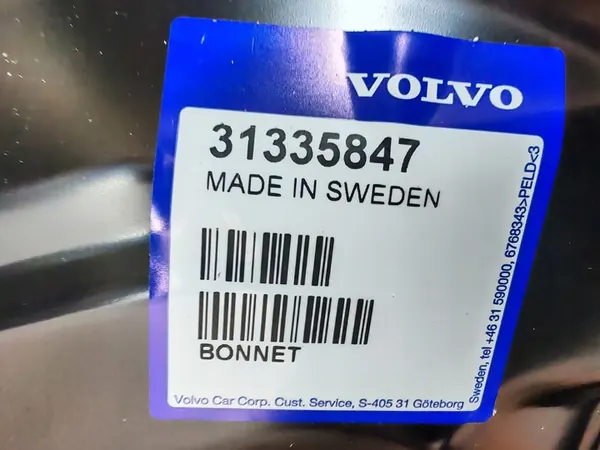 VOLVO
31335847
MADE IN SWEDEN
BONNET
Volvo Car Corp. Cust. Service, S-405 31 Göteborg
Sweden, tel +46 31 590000, 6768343>PELD<3